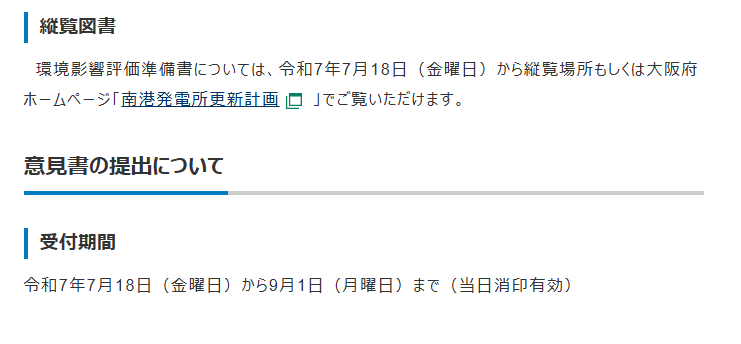 縦覧図書
環境影響評価準備書については、令和7年7月18日（金曜日）から縦覧場所もしくは大阪府
ホームページ「南港発電所更新計画 」でご覧いただけます。
意見書の提出について
受付期間
令和7年7月18日（金曜日）から9月1日（月曜日）まで（当日消印有効）